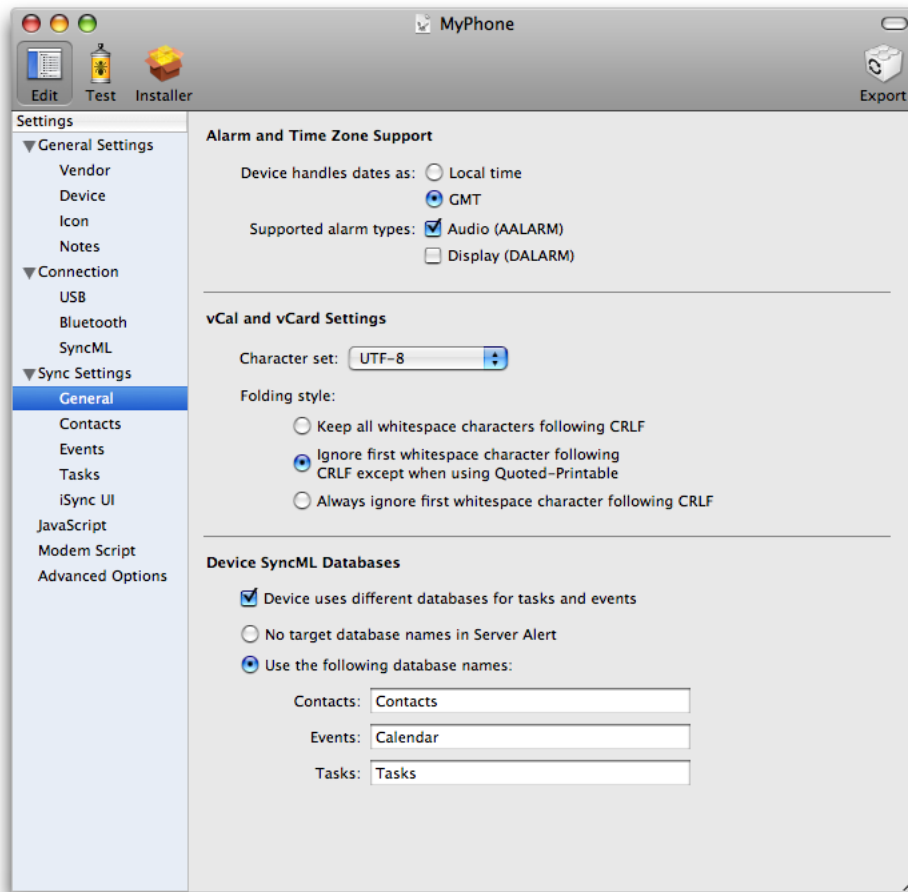 MyPhone
Edit Test Installer Export
Settings
General Settings
Vendor
Device
Icon
Notes
Connection
USB
Bluetooth
SyncML
Sync Settings
General
Contacts
Events
Tasks
iSync UI
JavaScript
Modem Script
Advanced Options
Alarm and Time Zone Support
Device handles dates as: Local time
GMT
Supported alarm types: Audio (AALARM)
Display (DALARM)
vCal and vCard Settings
Character set: UTF-8
Folding style:
Keep all whitespace characters following CRLF
Ignore first whitespace character following
CRLF except when using Quoted-Printable
Always ignore first whitespace character following CRLF
Device SyncML Databases
Device uses different databases for tasks and events
No target database names in Server Alert
Use the following database names:
Contacts: Contacts
Events: Calendar
Tasks: Tasks